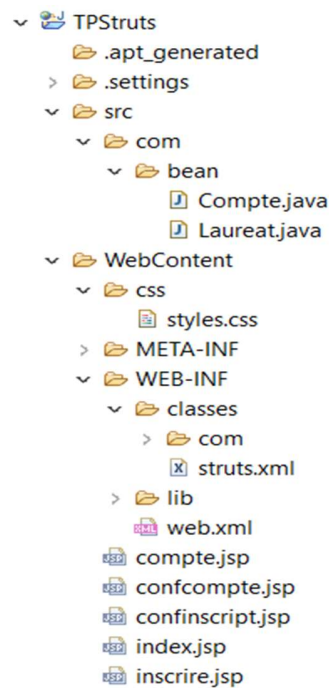 TPStruts
.apt_generated
.settings
src
com
bean
Compte.java
Laureat.java
WebContent
css
styles.css
META-INF
WEB-INF
classes
com
struts.xml
lib
web.xml
compte.jsp
confcompte.jsp
confinscript.jsp
index.jsp
inscrire.jsp